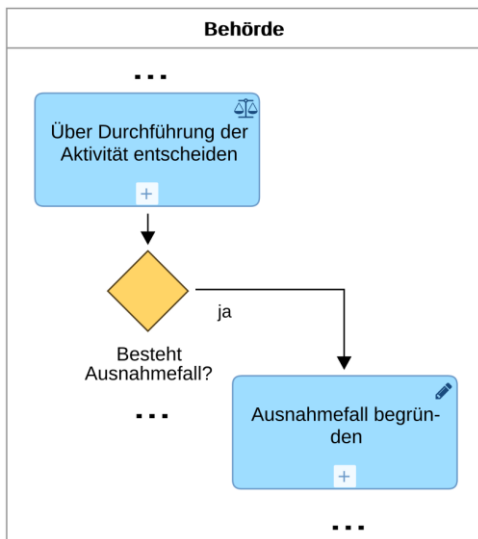 Behörde
...
Über Durchführung der
Aktivität entscheiden
+
ja
Besteht
Ausnahmefall?
...
Ausnahmefall begrün-
den
+
...